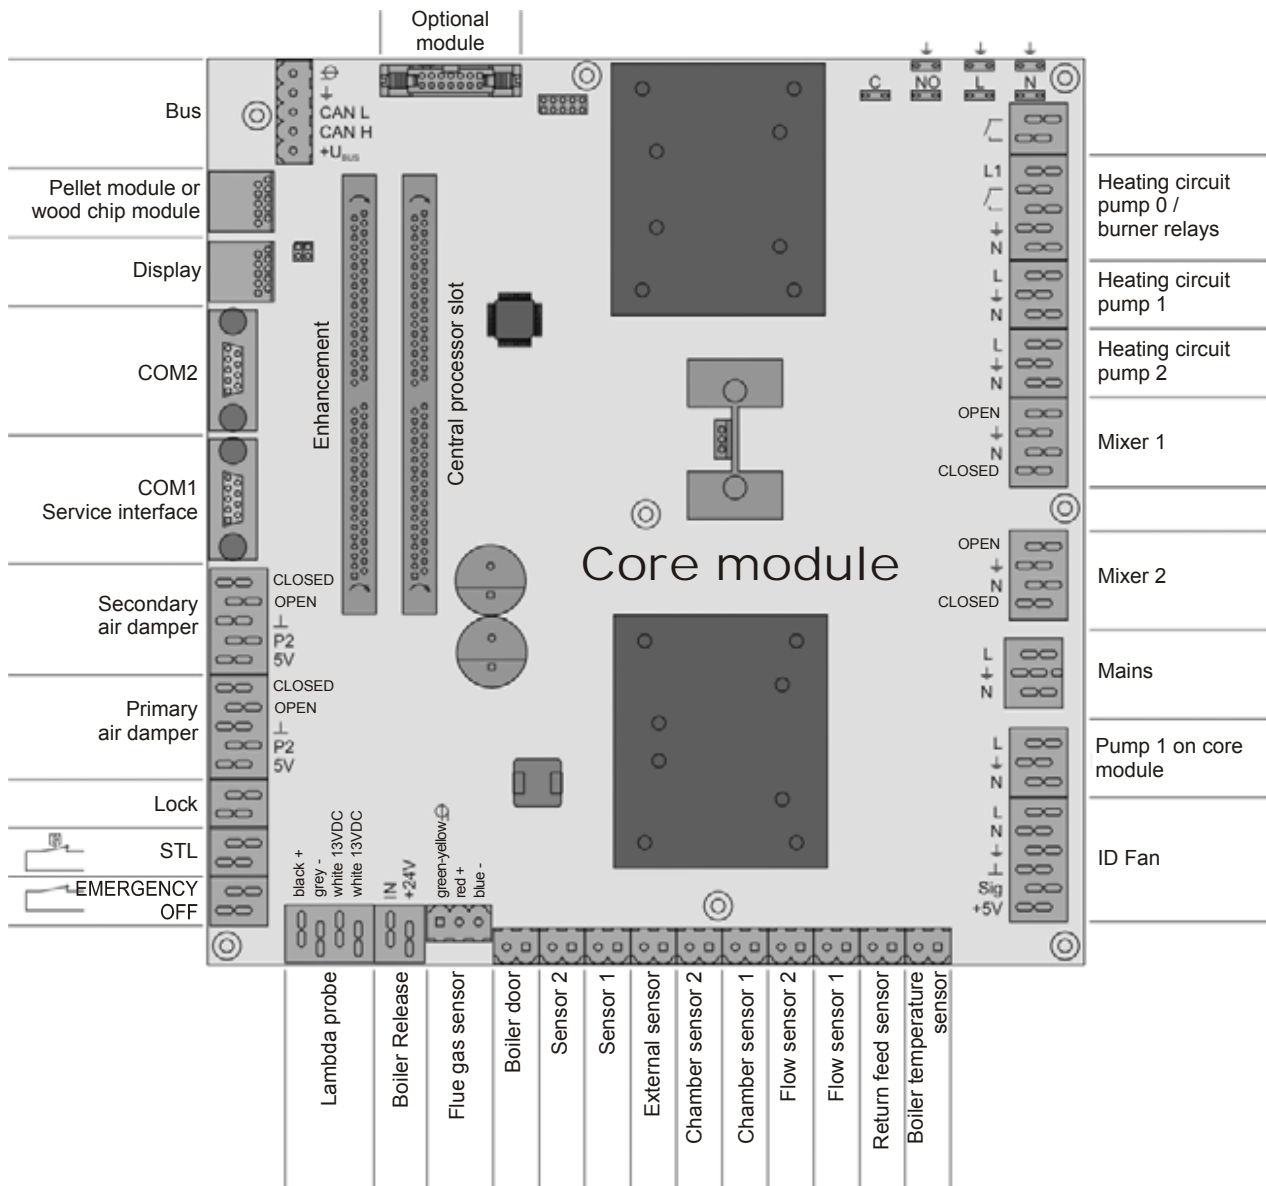 Optional
module
Bus
CAN L
CAN H
+UBUS
Pellet module or
wood chip module
Display
COM2
COM1
Service interface
Secondary
air damper
CLOSED
OPEN
P2
5V
Primary
air damper
CLOSED
OPEN
P2
5V
Lock
STL
EMERGENCY
OFF
Enhancement
Central processor slot
Core module
C
NO
L
N
L1
N
Heating circuit
pump 0 /
burner relays
L
N
Heating circuit
pump 1
L
N
Heating circuit
pump 2
OPEN
N
CLOSED
Mixer 1
OPEN
N
CLOSED
Mixer 2
L
N
Mains
L
N
Pump 1 on core
module
L
N
Sig
+5V
ID Fan
black +
grey -
white 13VDC
white 13VDC
IN
+24V
green-yellow
red +
blue -
Lambda probe
Boiler Release
Flue gas sensor
Boiler door
Sensor 2
Sensor 1
External sensor
Chamber sensor 2
Chamber sensor 1
Flow sensor 2
Flow sensor 1
Return feed sensor
Boiler temperature
sensor